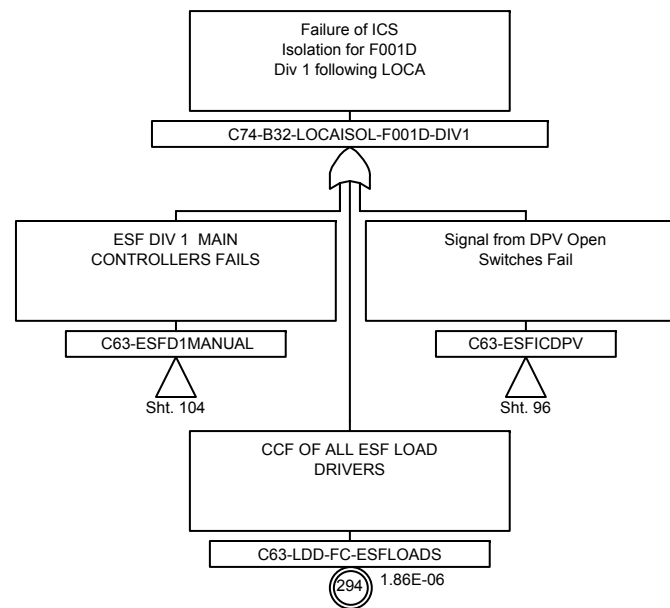 Failure of ICS
Isolation for F001D
Div 1 following LOCA
C74-B32-LOCAISOL-F001D-DIV1
ESF DIV 1 MAIN
CONTROLLERS FAILS
C63-ESFD1MANUAL
Sht. 104
Signal from DPV Open
Switches Fail
C63-ESFICDPV
Sht. 96
CCF OF ALL ESF LOAD
DRIVERS
C63-LDD-FC-ESFLOADS
294 1.86E-06